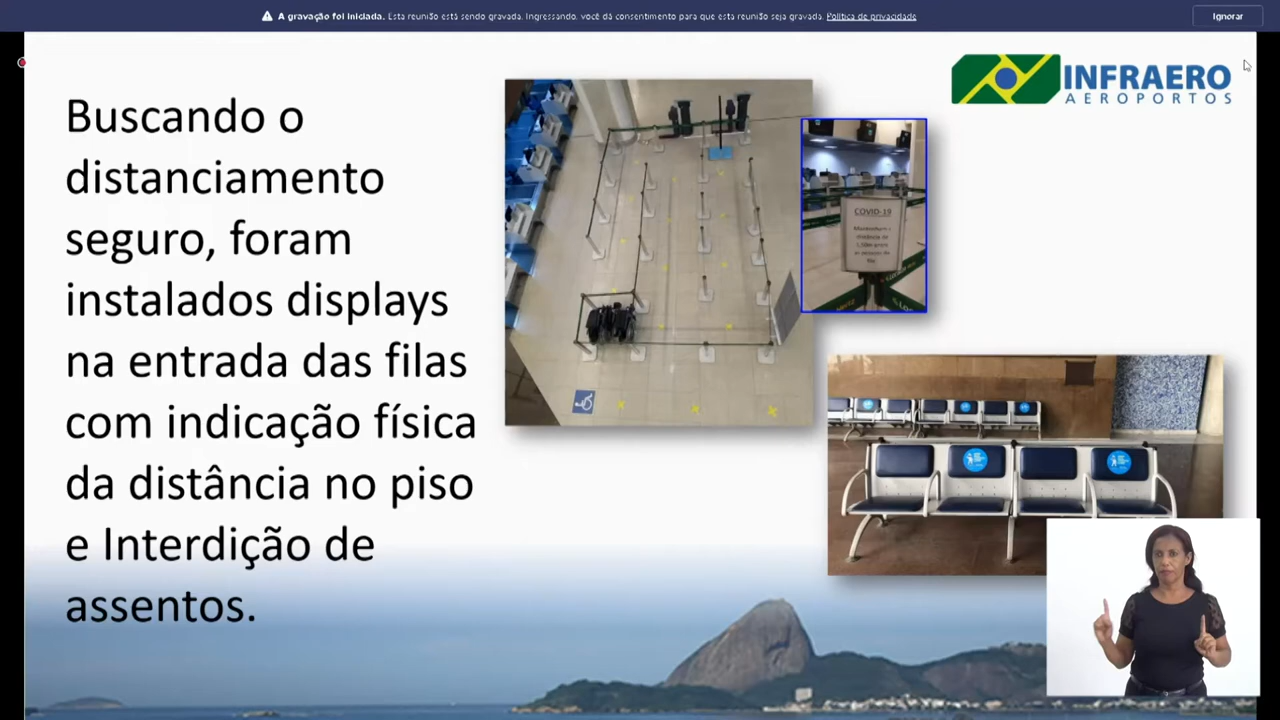 A gravação foi iniciada. Esta reunião está sendo gravada. Ingressando, você dá consentimento para que esta reunião seja gravada. Política de privacidade
Ignorar
INFRAERO
AEROPORTOS
Buscando o
distanciamento
seguro, foram
instalados displays
na entrada das filas
com indicação física
da distância no piso
e Interdição de
assentos.
COVID-19